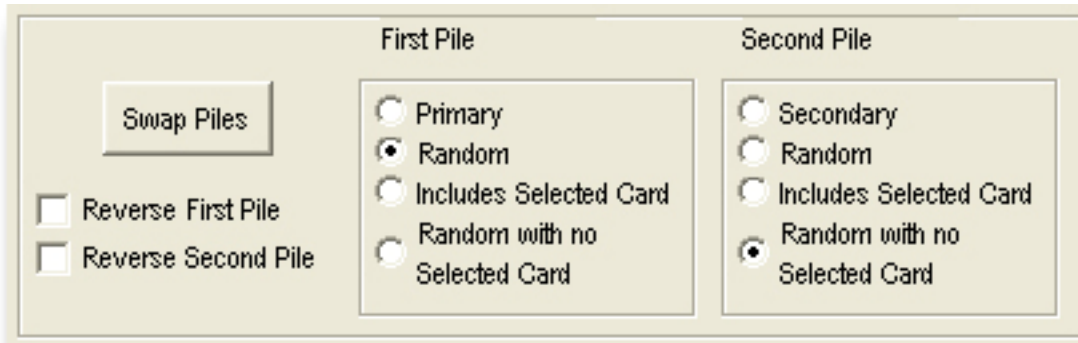 First Pile
Second Pile
Swap Piles
Reverse First Pile
Reverse Second Pile
Primary
Random
Includes Selected Card
Random with no
Selected Card
Secondary
Random
Includes Selected Card
Random with no
Selected Card